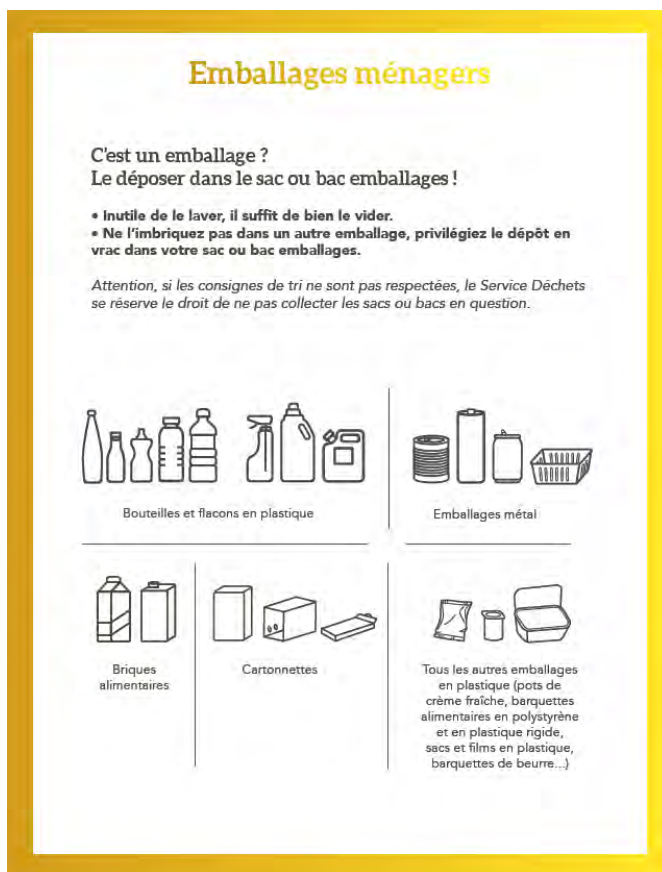 Emballages ménagers
C'est un emballage ?
Le déposer dans le sac ou bac emballages !
• Inutile de le laver, il suffit de bien le vider.
• Ne l'imbriquez pas dans un autre emballage, privilégiez le dépôt en
vrac dans votre sac ou bac emballages.
Attention, si les consignes de tri ne sont pas respectées, le Service Déchets
se réserve le droit de ne pas collecter les sacs ou bacs en question.
Bouteilles et flacons en plastique
Emballages métal
Briques
alimentaires
Cartonnettes
Tous les autres emballages
en plastique (pots de
crème fraîche, barquettes
alimentaires en polystyrène
et en plastique rigide,
sacs et films en plastique,
barquettes de beurre...)